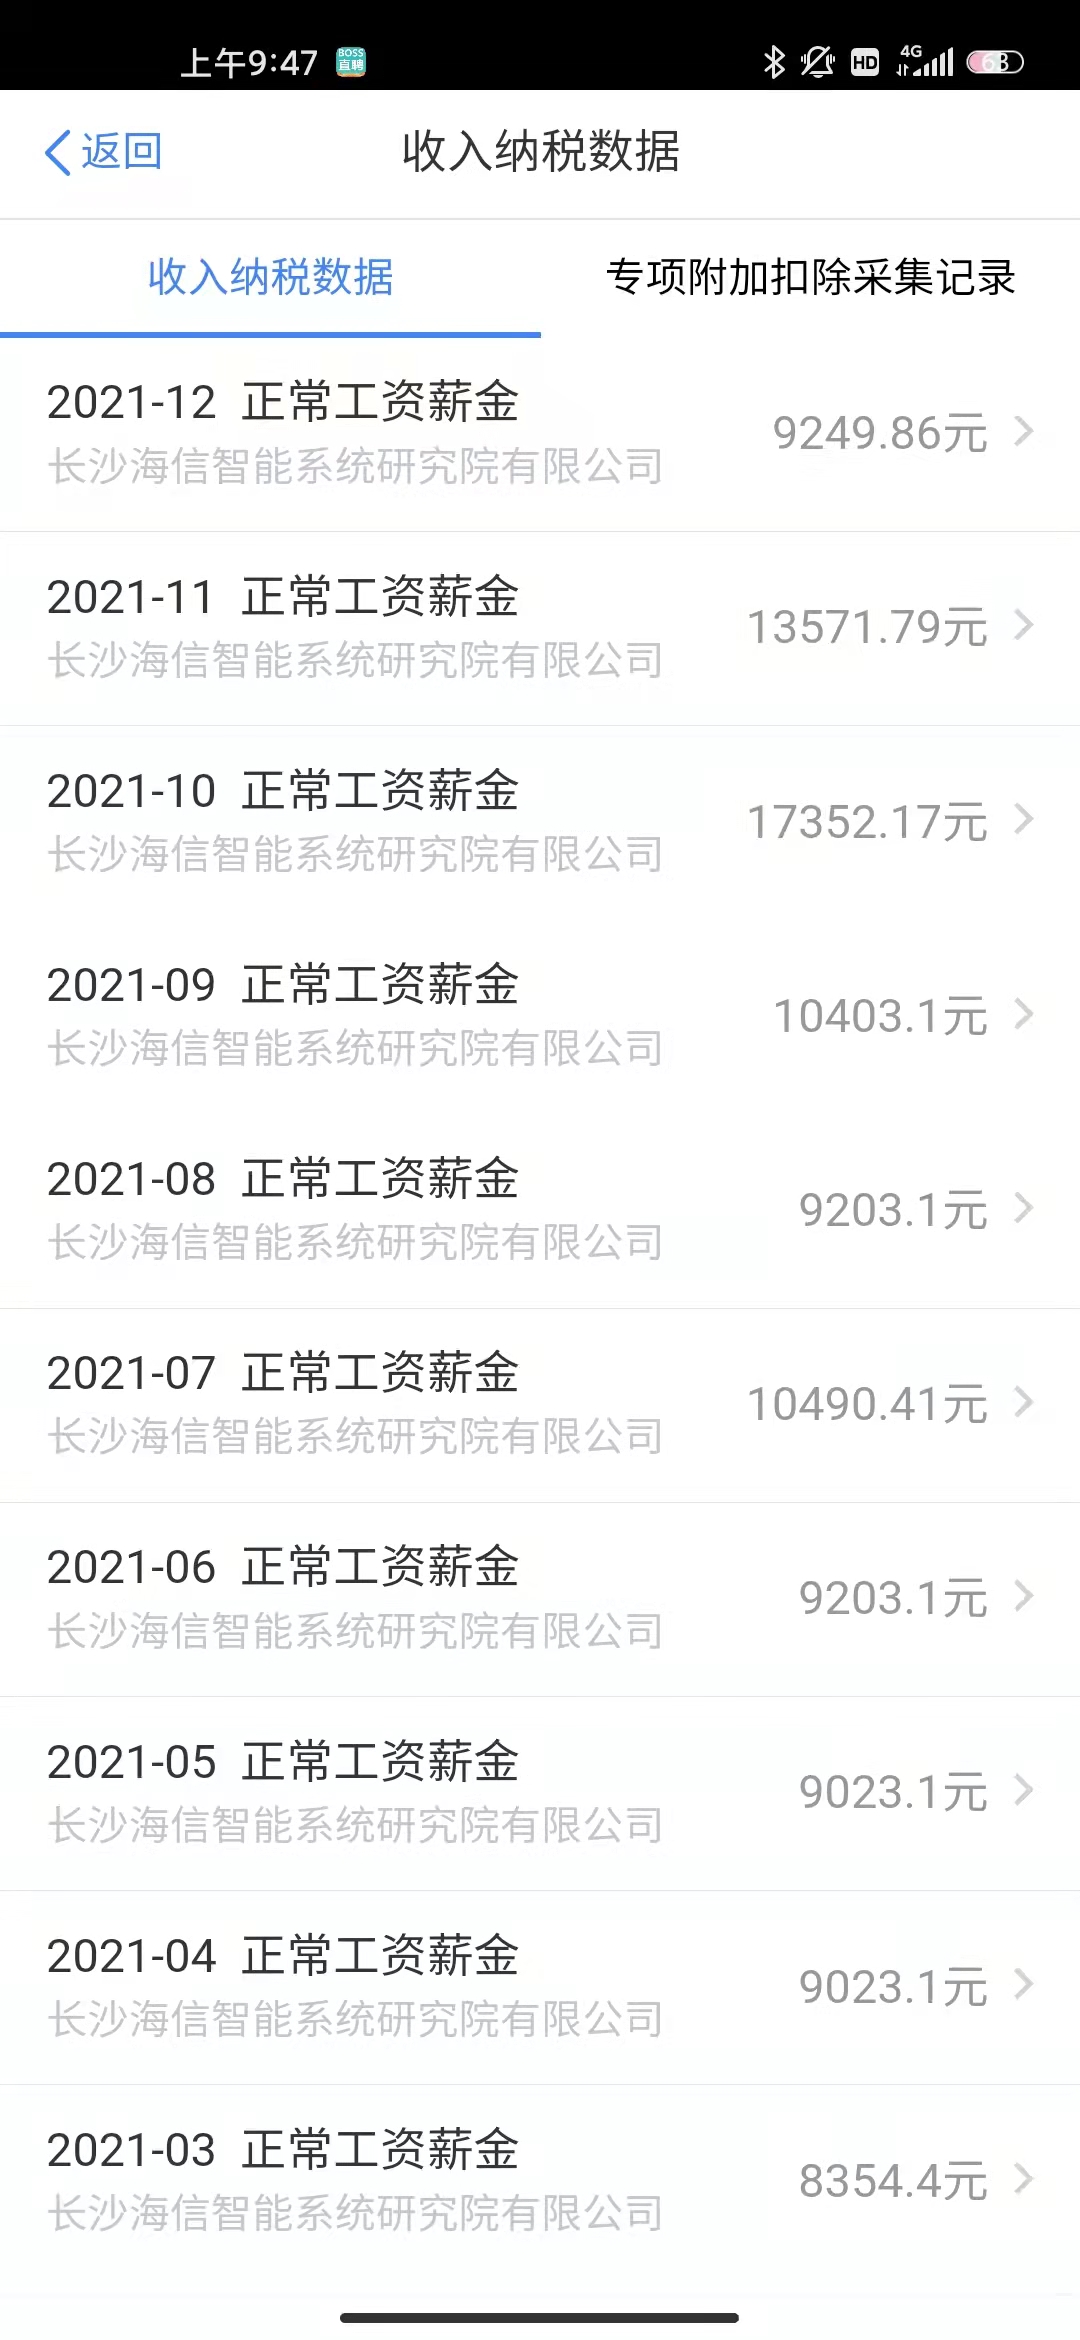 上午9:47 BOSS直聘 HD 4G 63
返回 收入纳税数据
收入纳税数据 专项附加扣除采集记录
2021-12 正常工资薪金
9249.86元
长沙海信智能系统研究院有限公司
2021-11 正常工资薪金
13571.79元
长沙海信智能系统研究院有限公司
2021-10 正常工资薪金
17352.17元
长沙海信智能系统研究院有限公司
2021-09 正常工资薪金
10403.1元
长沙海信智能系统研究院有限公司
2021-08 正常工资薪金
9203.1元
长沙海信智能系统研究院有限公司
2021-07 正常工资薪金
10490.41元
长沙海信智能系统研究院有限公司
2021-06 正常工资薪金
9203.1元
长沙海信智能系统研究院有限公司
2021-05 正常工资薪金
9023.1元
长沙海信智能系统研究院有限公司
2021-04 正常工资薪金
9023.1元
长沙海信智能系统研究院有限公司
2021-03 正常工资薪金
8354.4元
长沙海信智能系统研究院有限公司